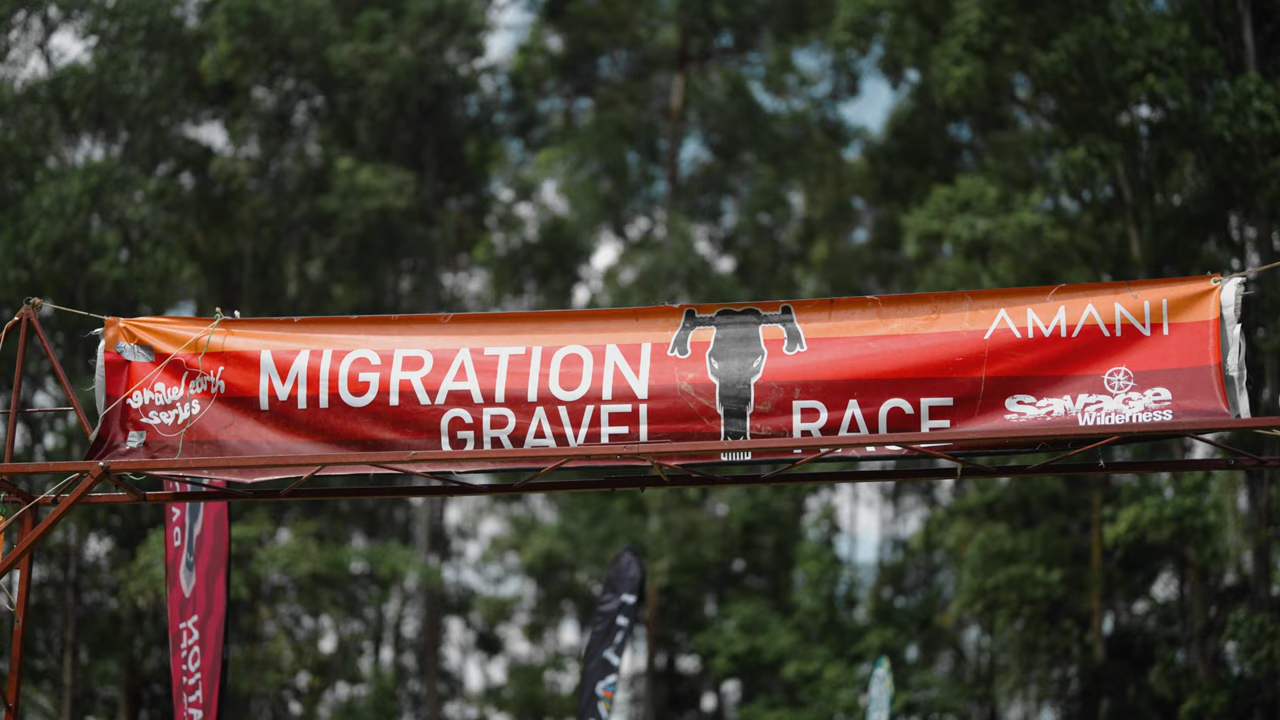 MIGRATION
GRAVEL RACE
gravel earth
series
AMANI
Savage
Wilderness